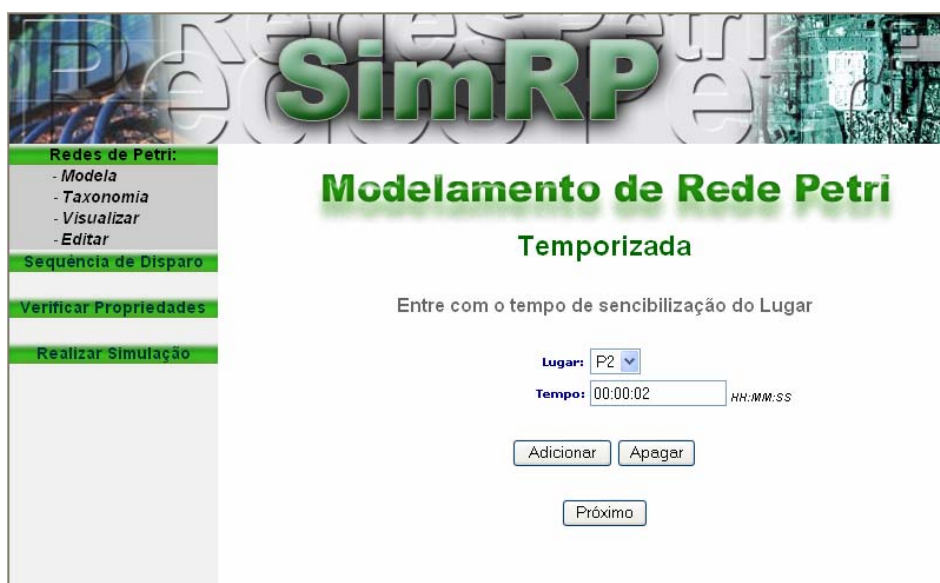 Redes Petri
SimRP
Redes de Petri:
- Modela
- Taxonomia
- Visualizar
- Editar
Sequência de Disparo
Verificar Propriedades
Realizar Simulação
Modelamento de Rede Petri
Temporizada
Entre com o tempo de sencibilização do Lugar
Lugar: P2
Tempo: 00:00:02 HH:MM:SS
Adicionar Apagar
Próximo